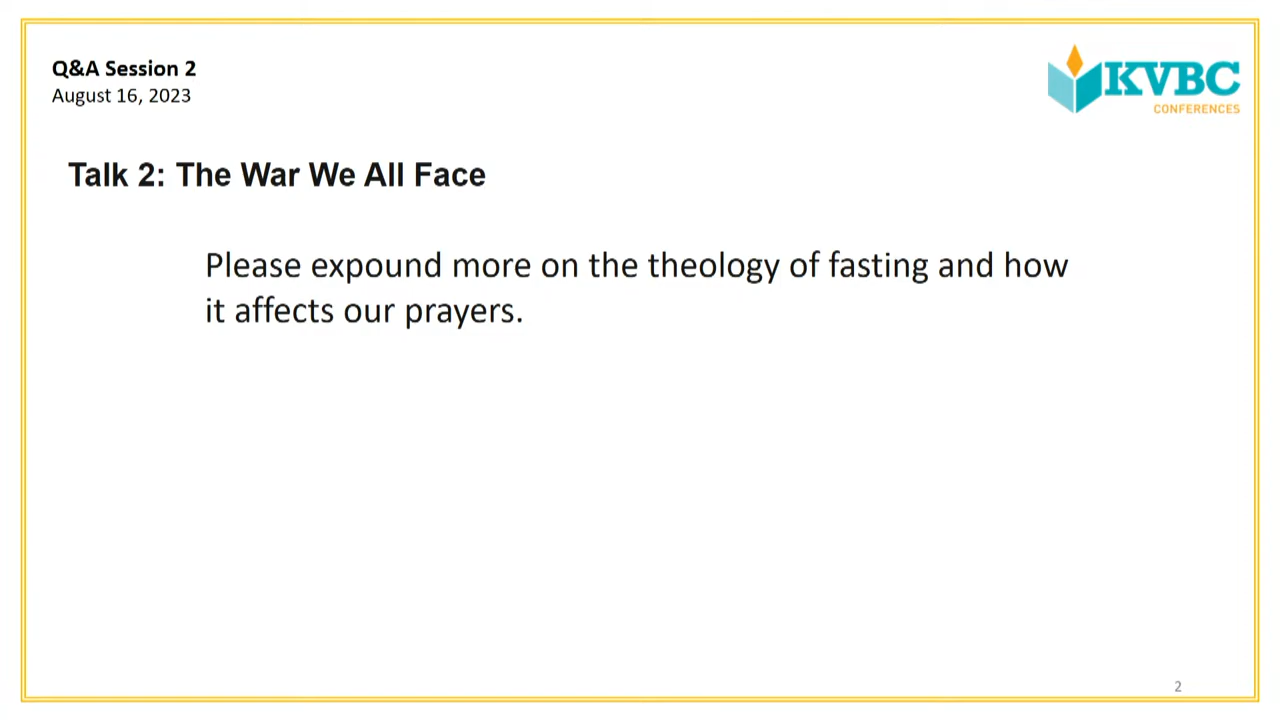 Q&A Session 2
August 16, 2023
KVBC
CONFERENCES
Talk 2: The War We All Face
Please expound more on the theology of fasting and how
it affects our prayers.
2